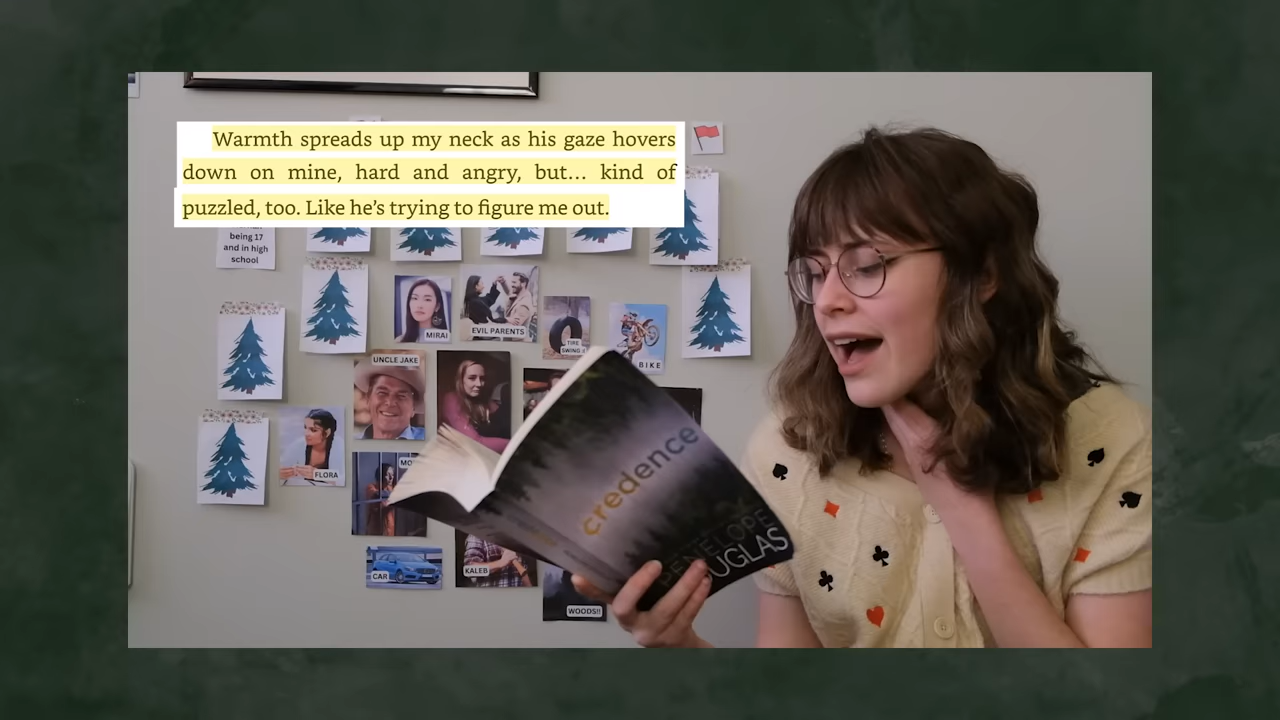 Warmth spreads up my neck as his gaze hovers
down on mine, hard and angry, but… kind of
puzzled, too. Like he’s trying to figure me out.
being 17
and in high
school
MIRAI
EVIL PARENTS
TIRE
SWING :(
BIKE
UNCLE JAKE
FLORA
CAR
KALEB
WOODS!!
credence
PENELOPE
DOUGLAS